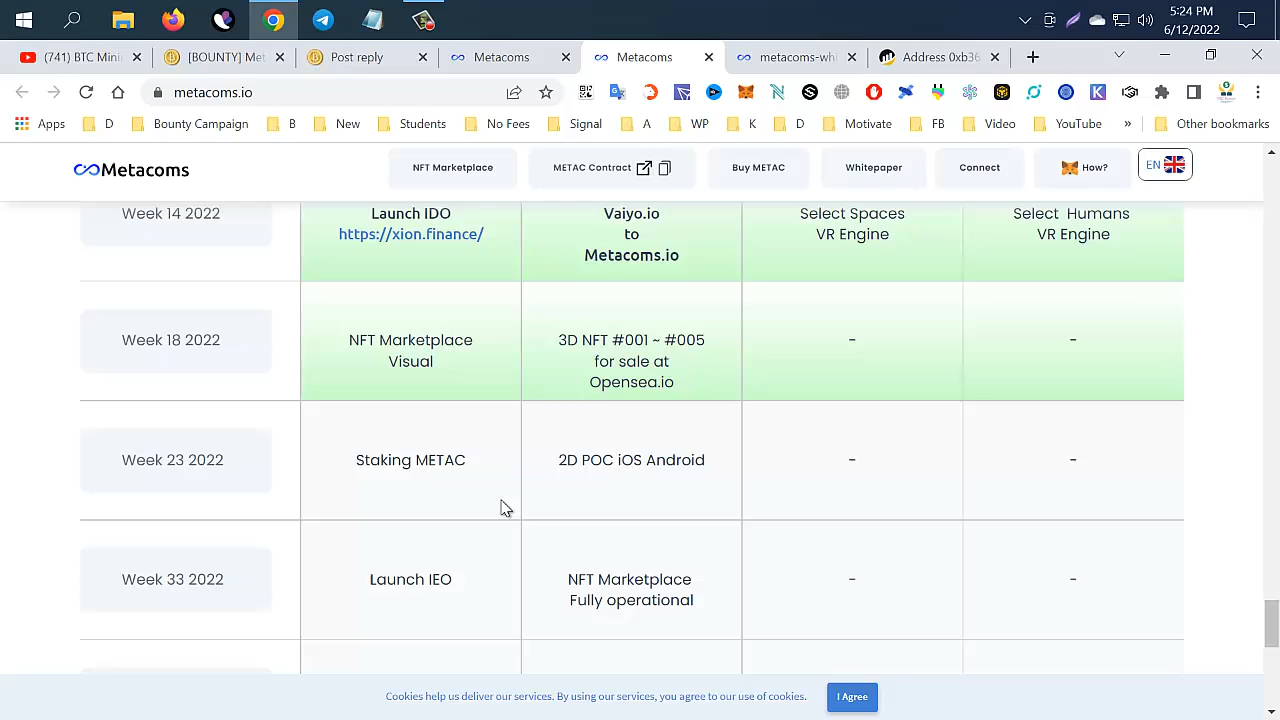 5:24 PM
6/12/2022
(741) BTC Mini
[BOUNTY] Met
Post reply
Metacoms
Metacoms
metacoms-whi
Address 0xb36
metacoms.io
Apps
D
Bounty Campaign
B
New
Students
No Fees
Signal
A
WP
K
D
Motivate
FB
Video
YouTube
»
Other bookmarks
Metacoms
NFT Marketplace
METAC Contract
Buy METAC
Whitepaper
Connect
How?
EN
Week 14 2022
Launch IDO
https://xion.finance/
Vaiyo.io
to
Metacoms.io
Select Spaces
VR Engine
Select Humans
VR Engine
Week 18 2022
NFT Marketplace
Visual
3D NFT #001 ~ #005
for sale at
Opensea.io
-
-
Week 23 2022
Staking METAC
2D POC iOS Android
-
-
Week 33 2022
Launch IEO
NFT Marketplace
Fully operational
-
-
Cookies help us deliver our services. By using our services, you agree to our use of cookies.
I Agree